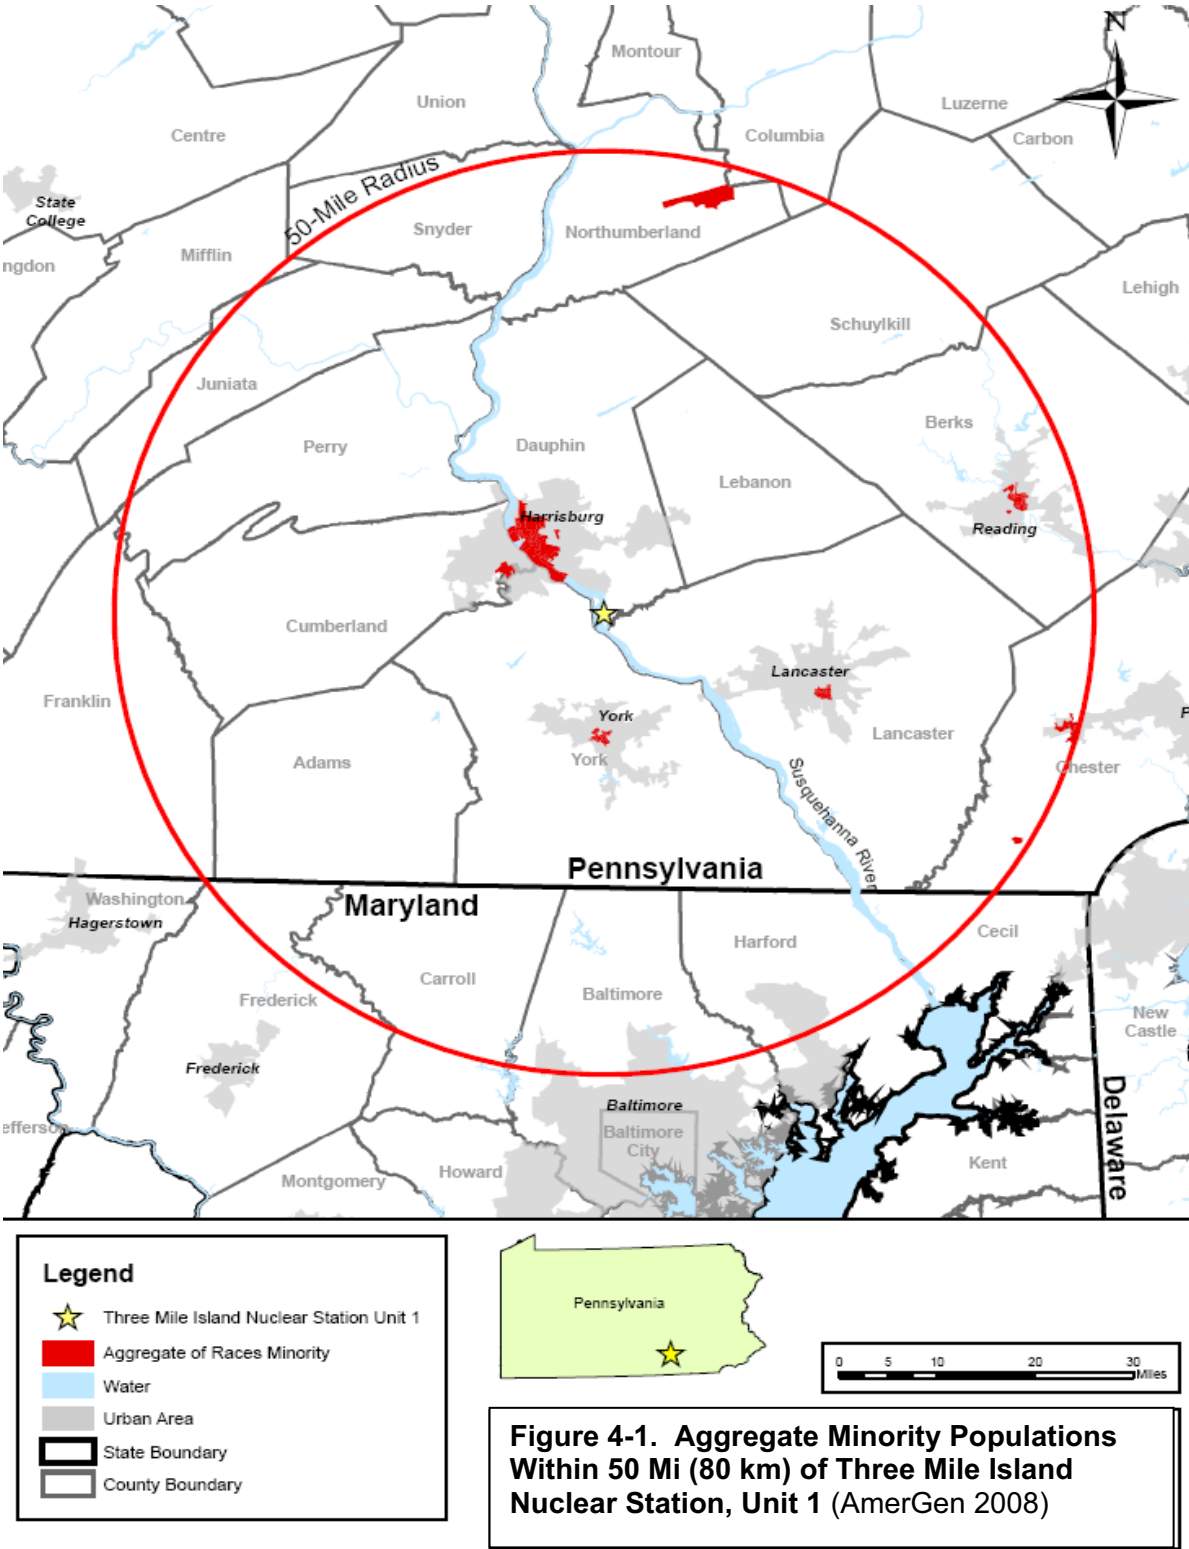 N
Montour
Union
Luzerne
Centre
Columbia
Carbon
50-Mile Radius
State
College
Snyder
Northumberland
Mifflin
ngdon
Lehigh
Schuylkill
Juniata
Berks
Perry
Dauphin
Lebanon
Harrisburg
Reading
Cumberland
Lancaster
Franklin
York
P
Lancaster
York
Adams
Chester
Susquehanna River
Pennsylvania
Washington
Maryland
Hagerstown
Harford
Cecil
Carroll
Baltimore
Frederick
New
Castle
Frederick
Delaware
Baltimore
efferson
Baltimore
City
Kent
Howard
Montgomery
Legend
Three Mile Island Nuclear Station Unit 1
Aggregate of Races Minority
Water
Urban Area
State Boundary
County Boundary
Pennsylvania
0 5 10 20 30
Miles
Figure 4-1. Aggregate Minority Populations
Within 50 Mi (80 km) of Three Mile Island
Nuclear Station, Unit 1 (AmerGen 2008)